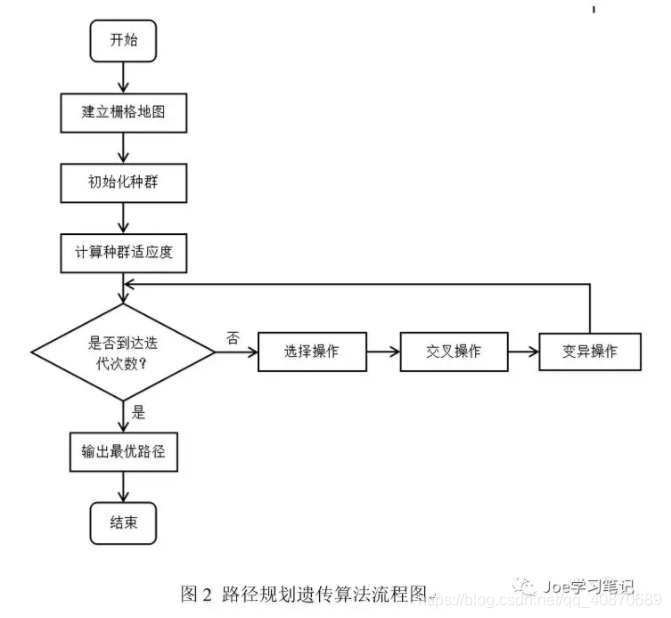 开始
建立栅格地图
初始化种群
计算种群适应度
是否到达迭
代次数？
否
选择操作
交叉操作
变异操作
是
输出最优路径
结束
Joe学习笔记
图 2 路径规划遗传算法流程图
https://blog.csdn.net/qq_40870689